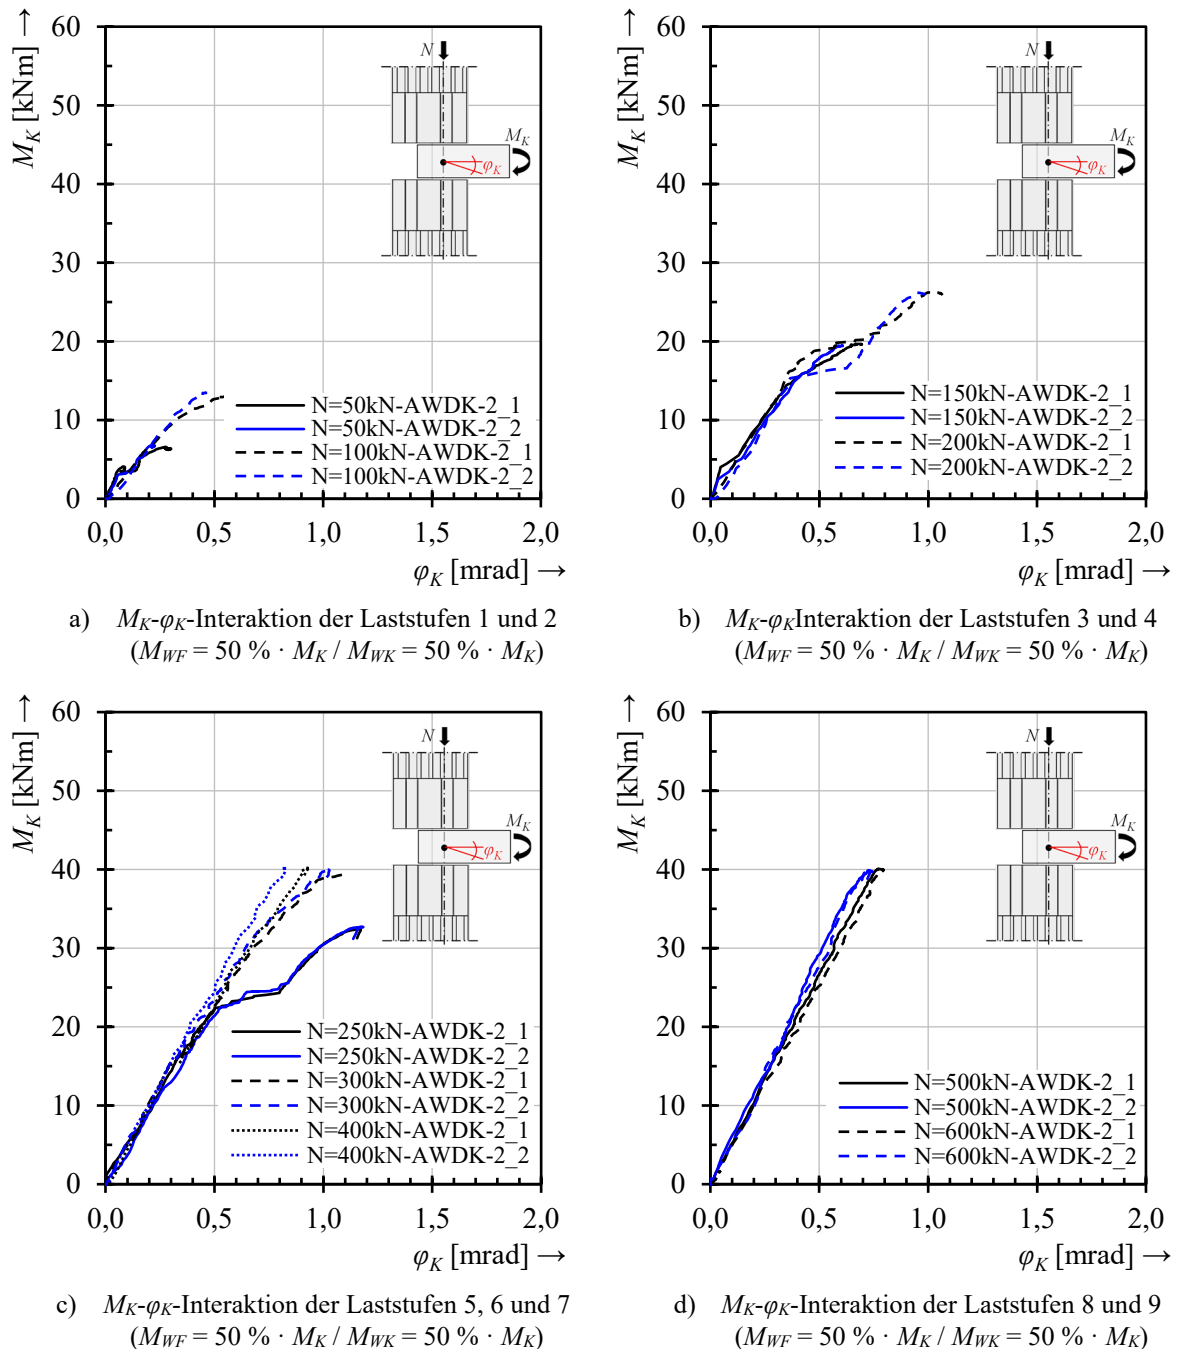 M_K [kNm] →
60
50
40
30
20
10
0
N
M_K
φ_K
N=50kN-AWDK-2_1
N=50kN-AWDK-2_2
N=100kN-AWDK-2_1
N=100kN-AWDK-2_2
0,0 0,5 1,0 1,5 2,0
φ_K [mrad] →
a) M_K-φ_K-Interaktion der Laststufen 1 und 2
(M_WF = 50 % · M_K / M_WK = 50 % · M_K)
M_K [kNm] →
60
50
40
30
20
10
0
N
M_K
φ_K
N=150kN-AWDK-2_1
N=150kN-AWDK-2_2
N=200kN-AWDK-2_1
N=200kN-AWDK-2_2
0,0 0,5 1,0 1,5 2,0
φ_K [mrad] →
b) M_K-φ_KInteraktion der Laststufen 3 und 4
(M_WF = 50 % · M_K / M_WK = 50 % · M_K)
M_K [kNm] →
60
50
40
30
20
10
0
N
M_K
φ_K
N=250kN-AWDK-2_1
N=250kN-AWDK-2_2
N=300kN-AWDK-2_1
N=300kN-AWDK-2_2
N=400kN-AWDK-2_1
N=400kN-AWDK-2_2
0,0 0,5 1,0 1,5 2,0
φ_K [mrad] →
c) M_K-φ_K-Interaktion der Laststufen 5, 6 und 7
(M_WF = 50 % · M_K / M_WK = 50 % · M_K)
M_K [kNm] →
60
50
40
30
20
10
0
N
M_K
φ_K
N=500kN-AWDK-2_1
N=500kN-AWDK-2_2
N=600kN-AWDK-2_1
N=600kN-AWDK-2_2
0,0 0,5 1,0 1,5 2,0
φ_K [mrad] →
d) M_K-φ_K-Interaktion der Laststufen 8 und 9
(M_WF = 50 % · M_K / M_WK = 50 % · M_K)